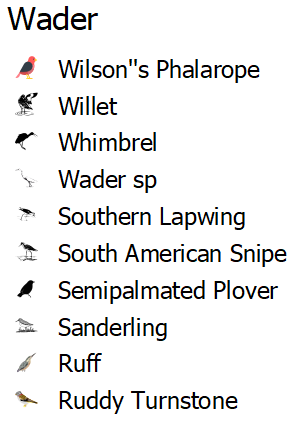 Wader
Wilson"s Phalarope
Willet
Whimbrel
Wader sp
Southern Lapwing
South American Snipe
Semipalmated Plover
Sanderling
Ruff
Ruddy Turnstone